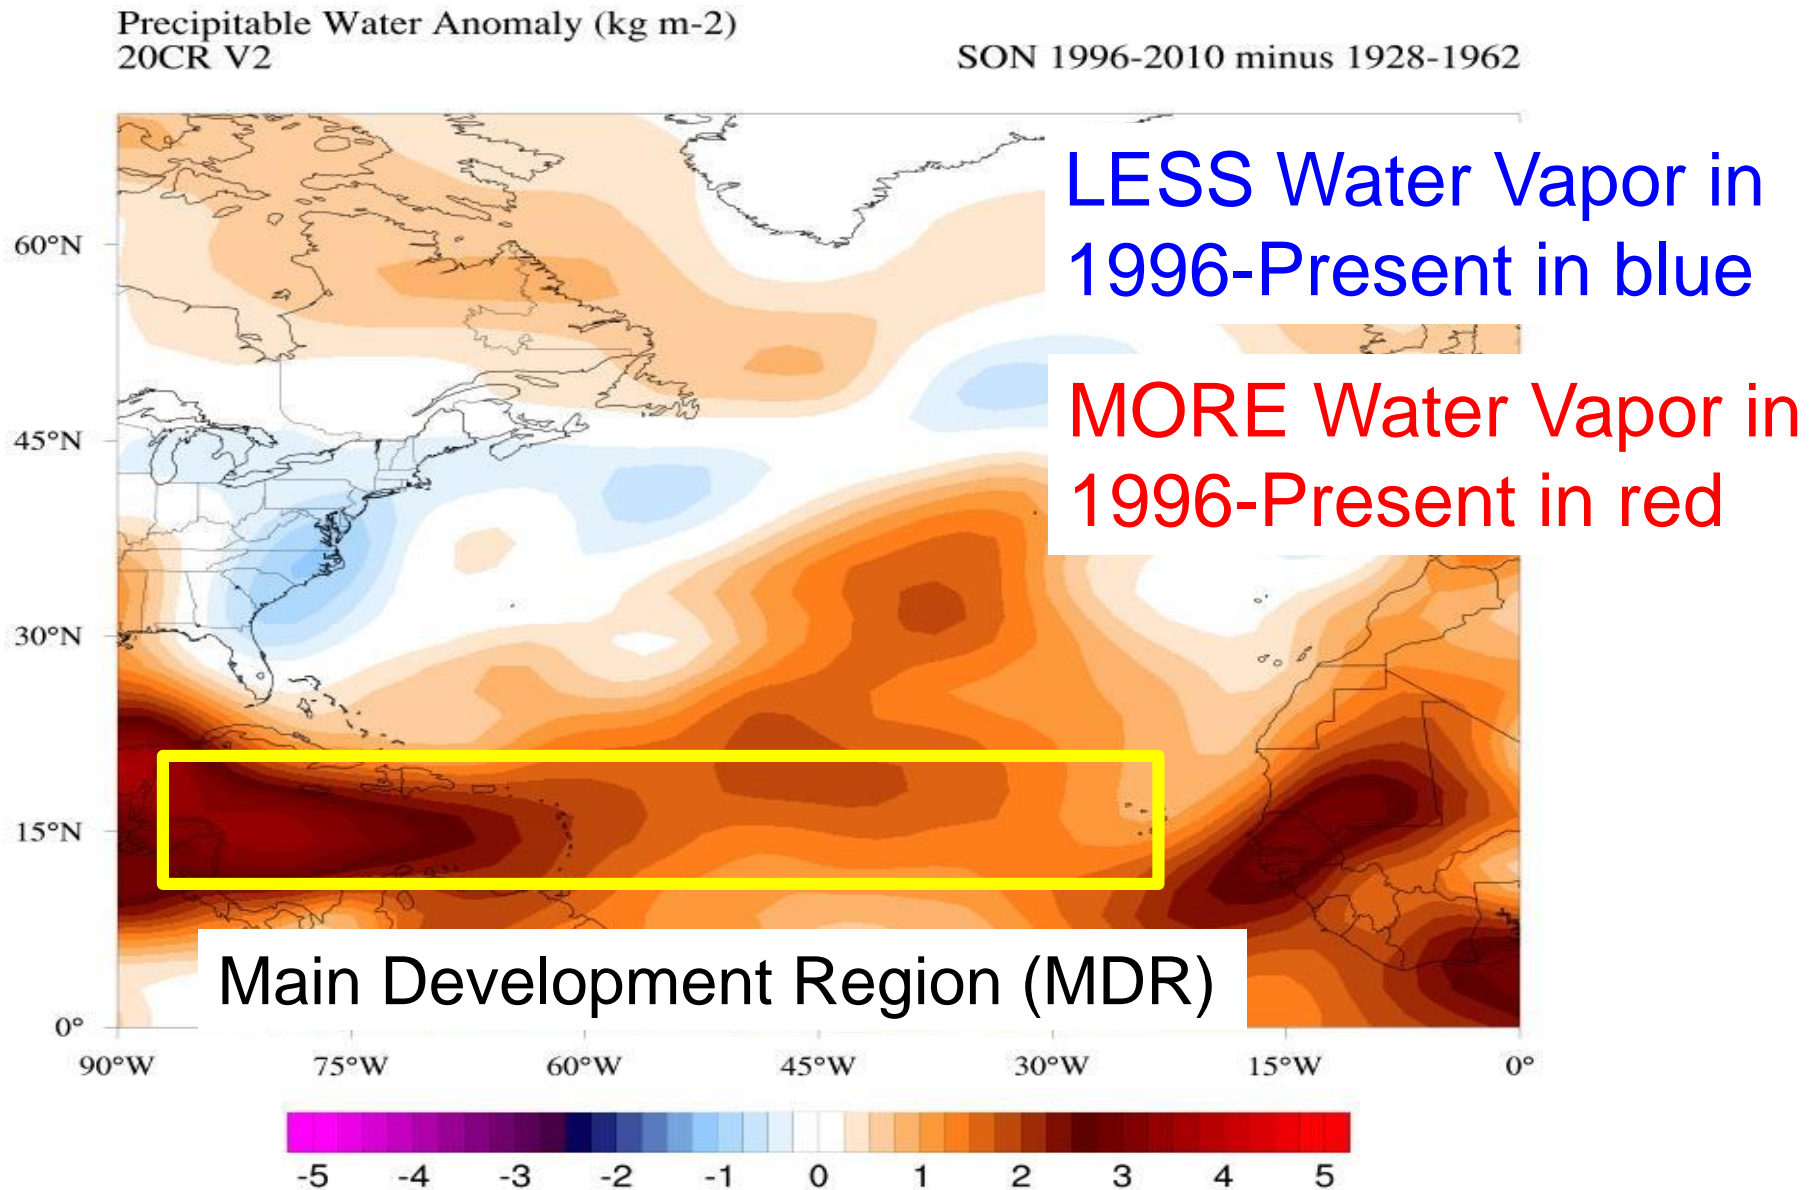 Precipitable Water Anomaly (kg m-2)
20CR V2
SON 1996-2010 minus 1928-1962
LESS Water Vapor in
1996-Present in blue
MORE Water Vapor in
1996-Present in red
60°N
45°N
30°N
15°N
0°
Main Development Region (MDR)
90°W 75°W 60°W 45°W 30°W 15°W 0°
-5 -4 -3 -2 -1 0 1 2 3 4 5